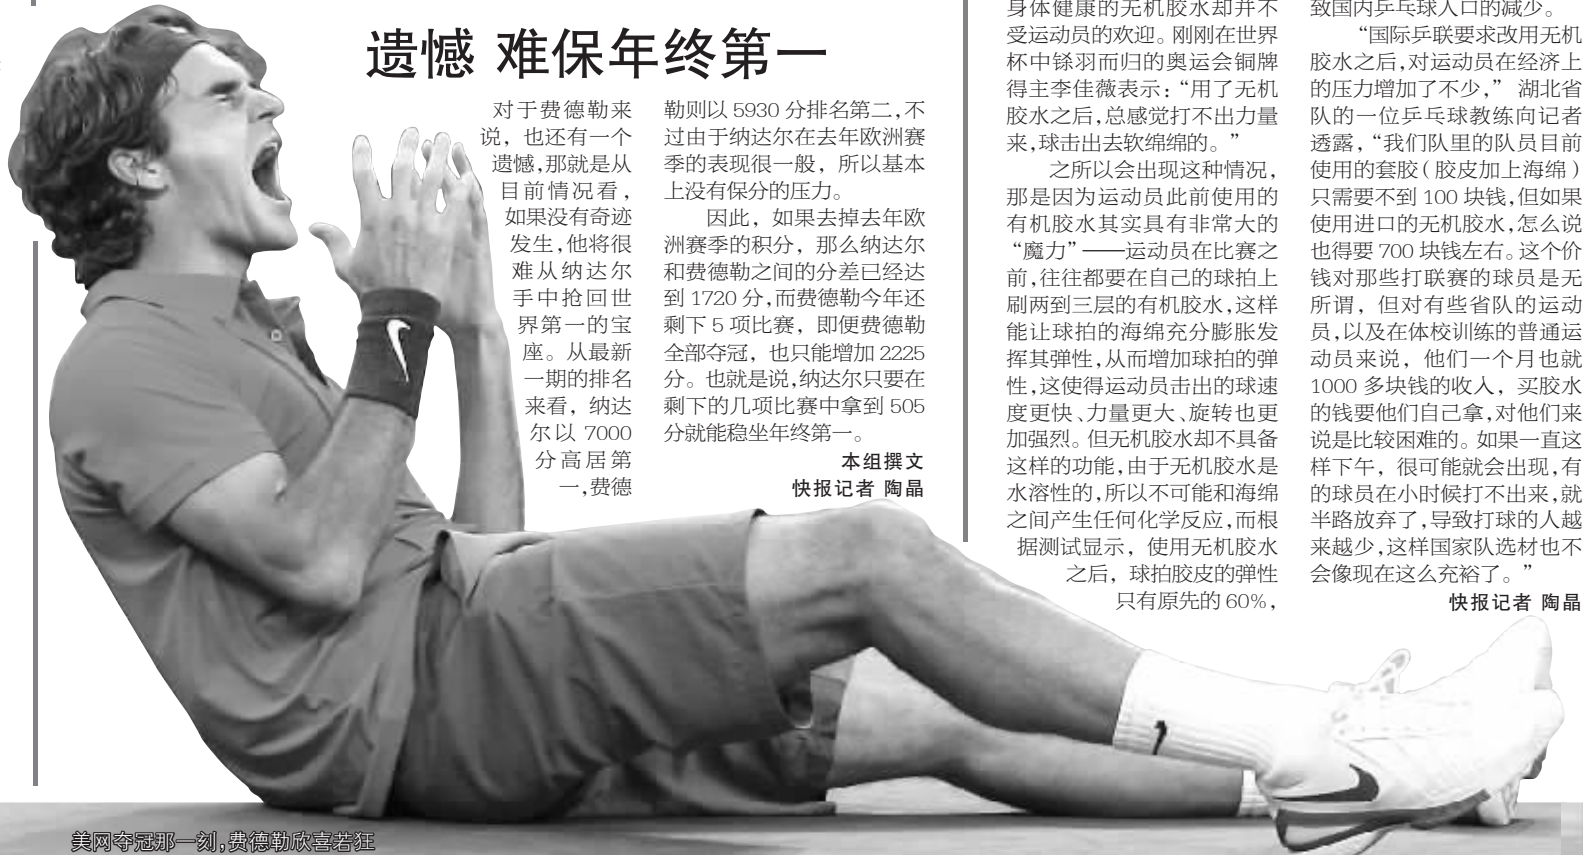 遗憾 难保年终第一
对于费德勒来
说，也还有一个
遗憾，那就是从
目前情况看，
如果没有奇迹
发生，他将很
难从纳达尔
手中抢回世
界第一的宝
座。从最新
一期的排名
来看，纳达
尔以 7000
分高居第
一，费德
勒则以 5930 分排名第二，不
过由于纳达尔在去年欧洲赛
季的表现很一般，所以基本
上没有保分的压力。
因此，如果去掉去年欧
洲赛季的积分，那么纳达尔
和费德勒之间的分差已经达
到 1720 分，而费德勒今年还
剩下 5 项比赛，即便费德勒
全部夺冠，也只能增加 2225
分。也就是说，纳达尔只要在
剩下的几项比赛中拿到 505
分就能稳坐年终第一。
本组撰文
快报记者 陶晶
身体健康的无机胶水却并不
受运动员的欢迎。刚刚在世界
杯中铩羽而归的奥运会铜牌
得主李佳薇表示：“用了无机
胶水之后，总感觉打不出力量
来，球击出去软绵绵的。”
之所以会出现这种情况，
那是因为运动员此前使用的
有机胶水其实具有非常大的
“魔力”——运动员在比赛之
前，往往都要在自己的球拍上
刷两到三层的有机胶水，这样
能让球拍的海绵充分膨胀发
挥其弹性，从而增加球拍的弹
性，这使得运动员击出的球速
度更快、力量更大、旋转也更
加强烈。但无机胶水却不具备
这样的功能，由于无机胶水是
水溶性的，所以不可能和海绵
之间产生任何化学反应，而根
据测试显示，使用无机胶水
之后，球拍胶皮的弹性
只有原先的 60%，
致国内乒乓球人口的减少。
“国际乒联要求改用无机
胶水之后，对运动员在经济上
的压力增加了不少，” 湖北省
队的一位乒乓球教练向记者
透露，“我们队里的队员目前
使用的套胶（胶皮加上海绵）
只需要不到 100 块钱，但如果
使用进口的无机胶水，怎么说
也得要 700 块钱左右。这个价
钱对那些打联赛的球员是无
所谓，但对有些省队的运动
员，以及在体校训练的普通运
动员来说，他们一个月也就
1000 多块钱的收入，买胶水
的钱要他们自己拿，对他们来
说是比较困难的。如果一直这
样下午，很可能就会出现，有
的球员在小时候打不出来，就
半路放弃了，导致打球的人越
来越少，这样国家队选材也不
会像现在这么充裕了。”
快报记者 陶晶
美网夺冠那一刻，费德勒欣喜若狂